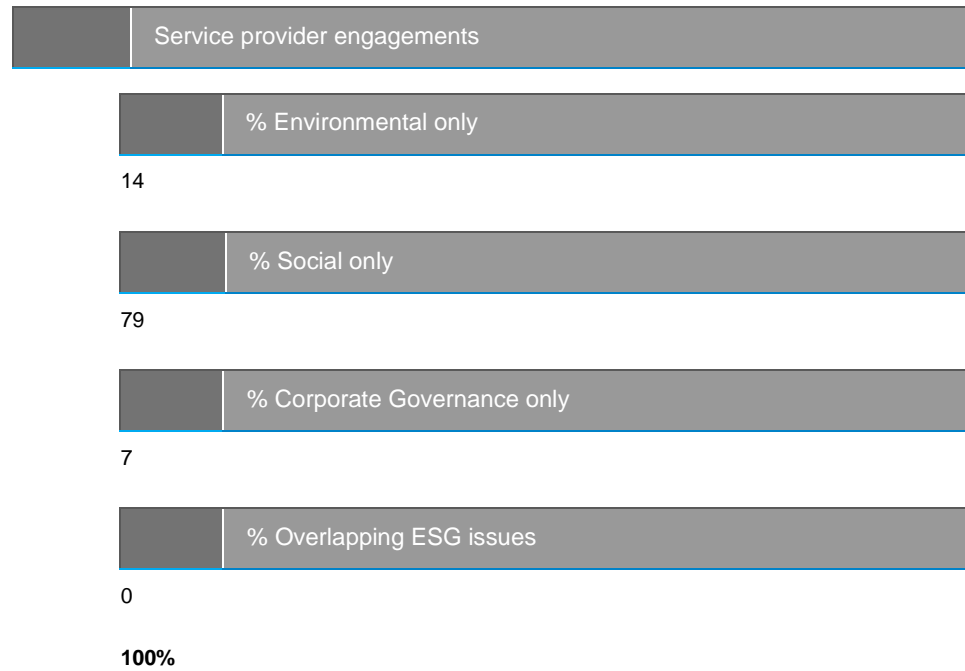 Service provider engagements
% Environmental only
14
% Social only
79
% Corporate Governance only
7
% Overlapping ESG issues
0
100%